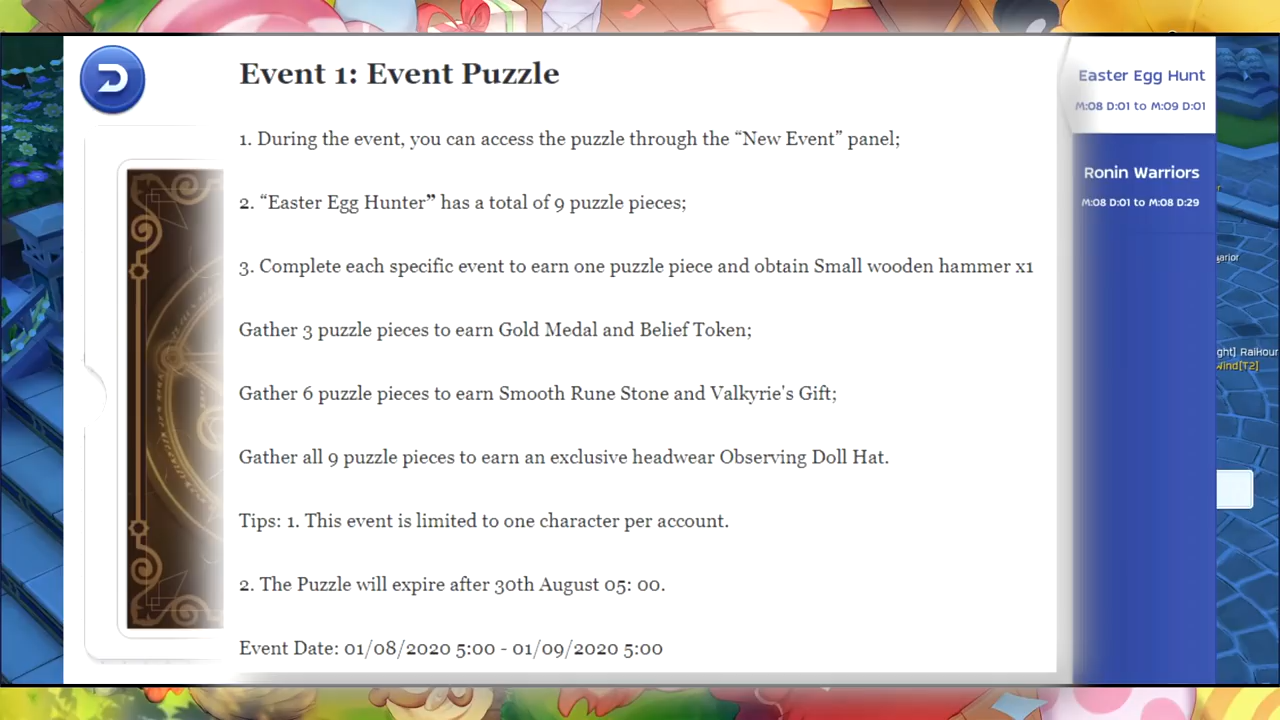 Event 1: Event Puzzle
1. During the event, you can access the puzzle through the “New Event” panel;
2. “Easter Egg Hunter” has a total of 9 puzzle pieces;
3. Complete each specific event to earn one puzzle piece and obtain Small wooden hammer x1
Gather 3 puzzle pieces to earn Gold Medal and Belief Token;
Gather 6 puzzle pieces to earn Smooth Rune Stone and Valkyrie's Gift;
Gather all 9 puzzle pieces to earn an exclusive headwear Observing Doll Hat.
Tips: 1. This event is limited to one character per account.
2. The Puzzle will expire after 30th August 05: 00.
Event Date: 01/08/2020 5:00 - 01/09/2020 5:00
Easter Egg Hunt
M:08 D:01 to M:09 D:01
Ronin Warriors
M:08 D:01 to M:08 D:29
ght] RaiKour
Wind[T2]